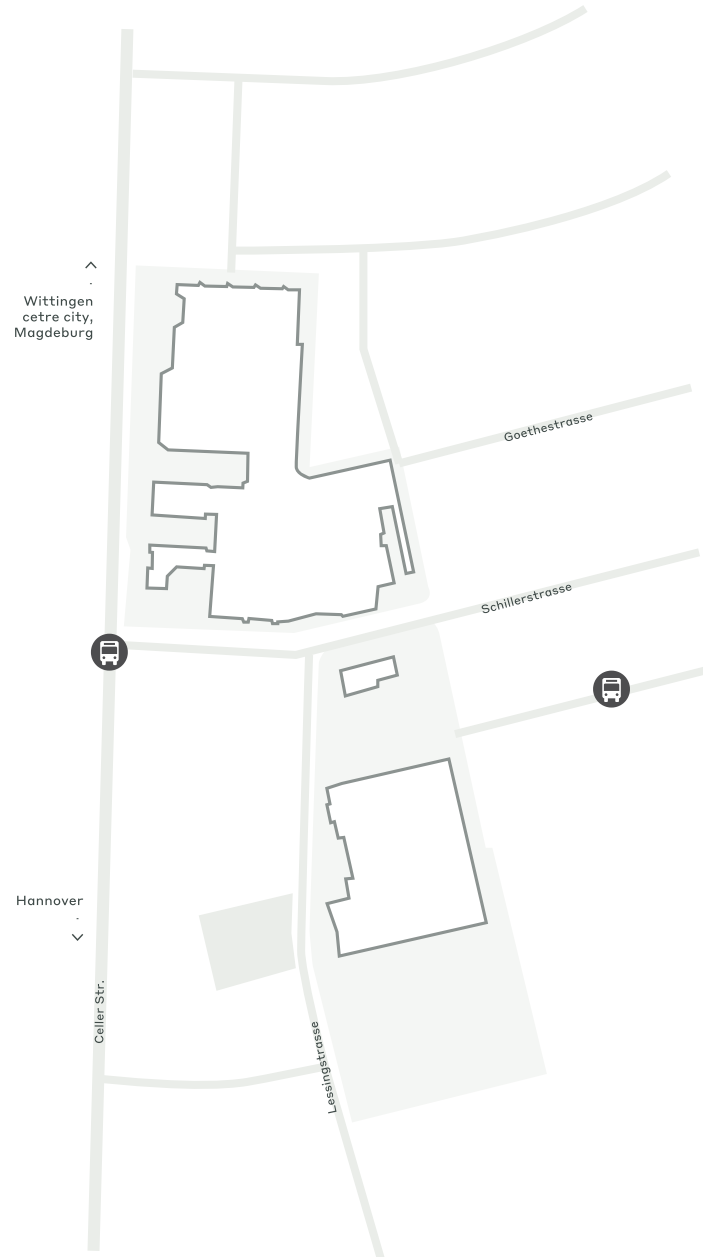 Wittingen
cetre city,
Magdeburg
Goethestrasse
Schillerstrasse
Hannover
Celler Str.
Lessingstrasse